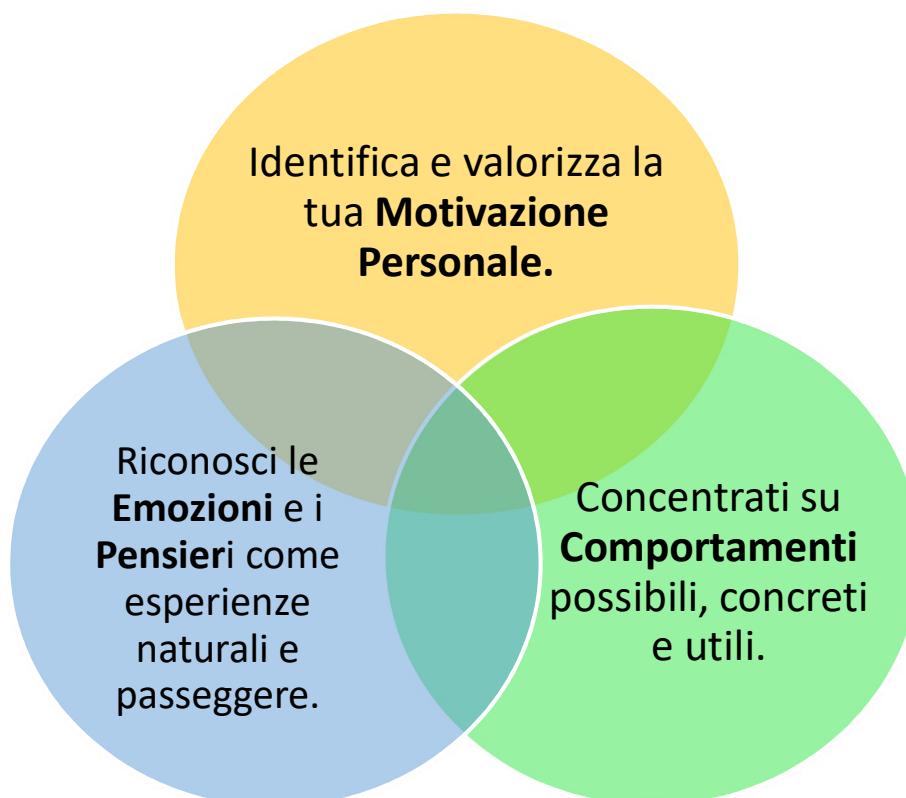 Identifica e valorizza la
tua Motivazione
Personale.
Riconosci le
Emozioni e i
Pensieri come
esperienze
naturali e
passeggere.
Concentrati su
Comportamenti
possibili, concreti
e utili.